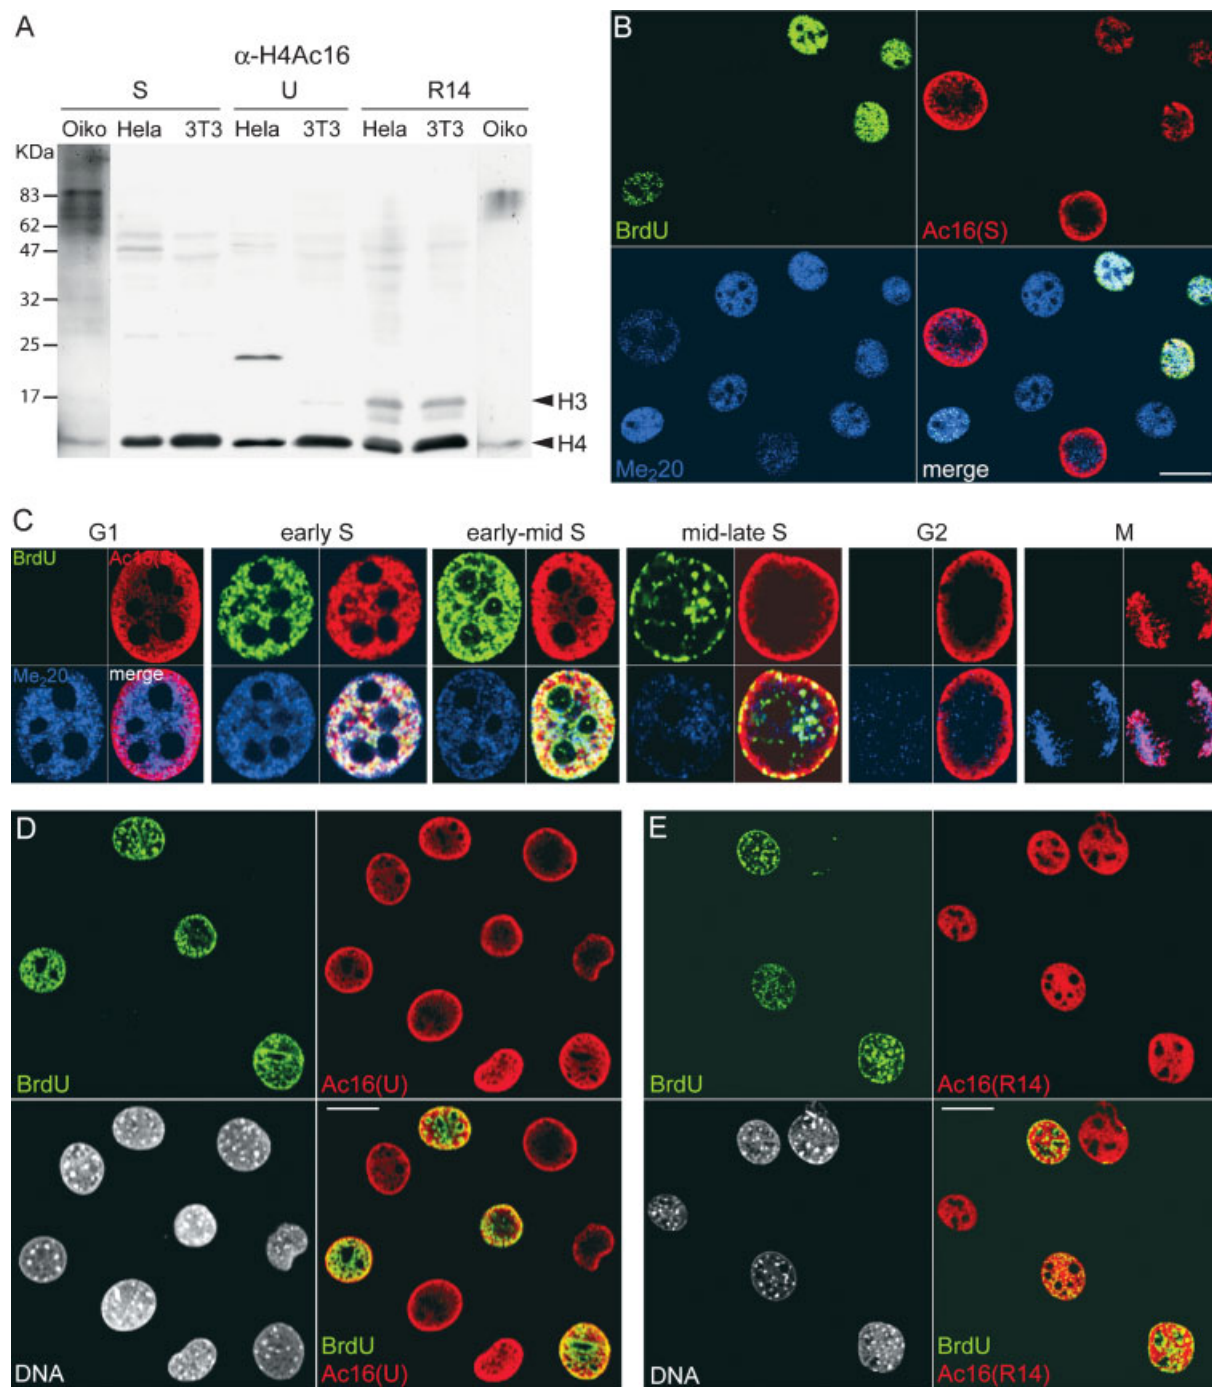 A
α-H4Ac16
S U R14
Oiko Hela 3T3 Hela 3T3 Hela 3T3 Oiko
KDa
83
62
47
32
25
17
H3
H4
B
BrdU
Ac16(S)
Me₂20
merge
C
G1 early S early-mid S mid-late S G2 M
BrdU
Ac16(S)
Me₂20
merge
D
BrdU
Ac16(U)
DNA
BrdU
Ac16(U)
E
BrdU
Ac16(R14)
DNA
BrdU
Ac16(R14)